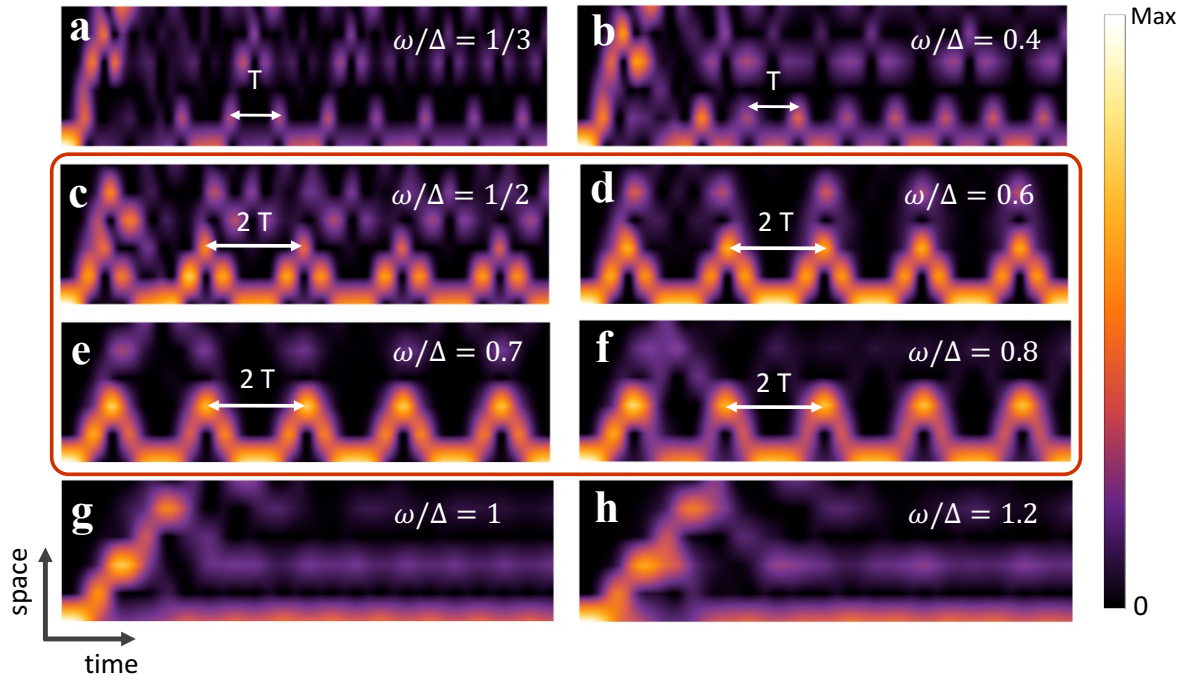 a
ω/Δ = 1/3
T
b
ω/Δ = 0.4
T
Max
c
ω/Δ = 1/2
2 T
d
ω/Δ = 0.6
2 T
e
ω/Δ = 0.7
2 T
f
ω/Δ = 0.8
2 T
g
ω/Δ = 1
h
ω/Δ = 1.2
0
space
time